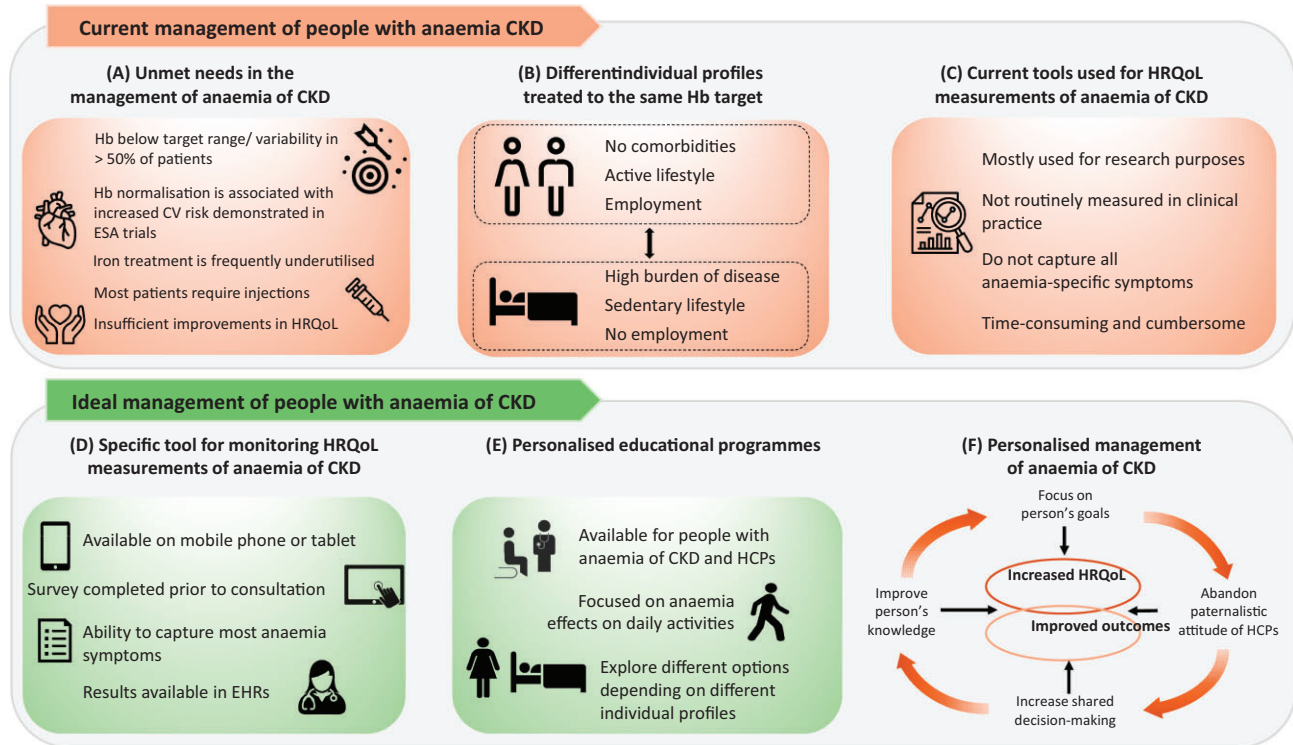 Current management of people with anaemia CKD
(A) Unmet needs in the
management of anaemia of CKD
Hb below target range/ variability in
> 50% of patients
Hb normalisation is associated with
increased CV risk demonstrated in
ESA trials
Iron treatment is frequently underutilised
Most patients require injections
Insufficient improvements in HRQoL
(B) Differentindividual profiles
treated to the same Hb target
No comorbidities
Active lifestyle
Employment
High burden of disease
Sedentary lifestyle
No employment
(C) Current tools used for HRQoL
measurements of anaemia of CKD
Mostly used for research purposes
Not routinely measured in clinical
practice
Do not capture all
anaemia-specific symptoms
Time-consuming and cumbersome
Ideal management of people with anaemia of CKD
(D) Specific tool for monitoring HRQoL
measurements of anaemia of CKD
Available on mobile phone or tablet
Survey completed prior to consultation
Ability to capture most anaemia
symptoms
Results available in EHRs
(E) Personalised educational programmes
Available for people with
anaemia of CKD and HCPs
Focused on anaemia
effects on daily activities
Explore different options
depending on different
individual profiles
(F) Personalised management
of anaemia of CKD
Focus on
person's goals
Increased HRQoL
Improve
person's
knowledge
Improved outcomes
Abandon
paternalistic
attitude of HCPs
Increase shared
decision-making